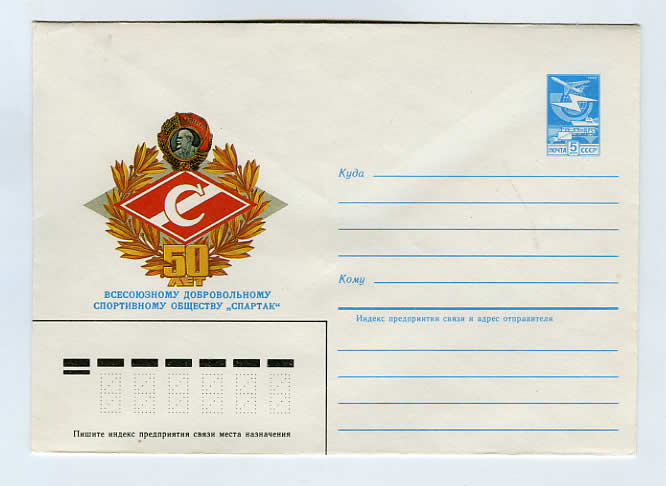 С
50
ЛЕТ
ВСЕСОЮЗНОМУ ДОБРОВОЛЬНОМУ
СПОРТИВНОМУ ОБЩЕСТВУ „СПАРТАК“
ПОЧТА 5 СССР
Куда
Кому
Индекс предприятия связи и адрес отправителя
Пишите индекс предприятия связи места назначения